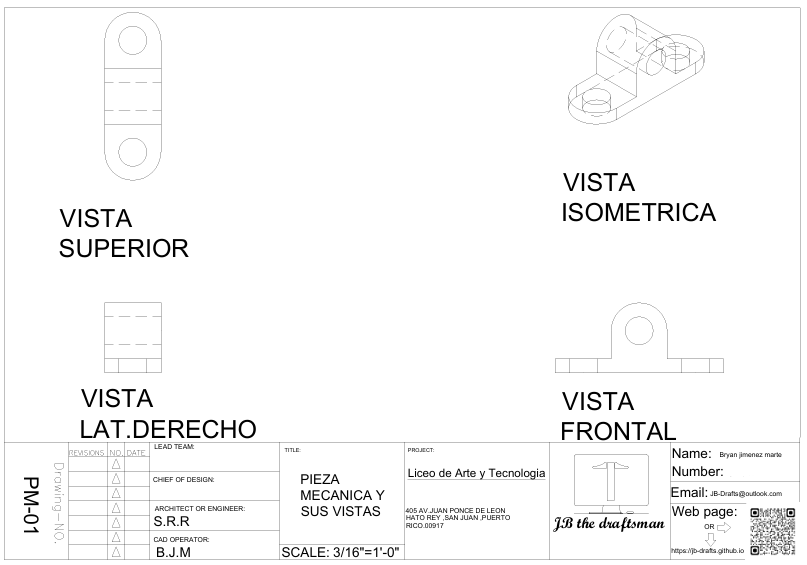 VISTA
SUPERIOR
VISTA
ISOMETRICA
VISTA
LAT.DERECHO
VISTA
FRONTAL
PM-01
Drawing-NO.
REVISIONS NO. DATE
LEAD TEAM:
CHIEF OF DESIGN:
ARCHITECT OR ENGINEER:
S.R.R
CAD OPERATOR:
B.J.M
TITLE:
PIEZA
MECANICA Y
SUS VISTAS
SCALE: 3/16"=1'-0"
PROJECT:
Liceo de Arte y Tecnologia
405 AV.JUAN PONCE DE LEON
HATO REY ,SAN JUAN ,PUERTO
RICO.00917
JB the draftsman
Name: Bryan jimenez marte
Number:
Email: JB-Drafts@outlook.com
Web page:
OR
https://jb-drafts.github.io